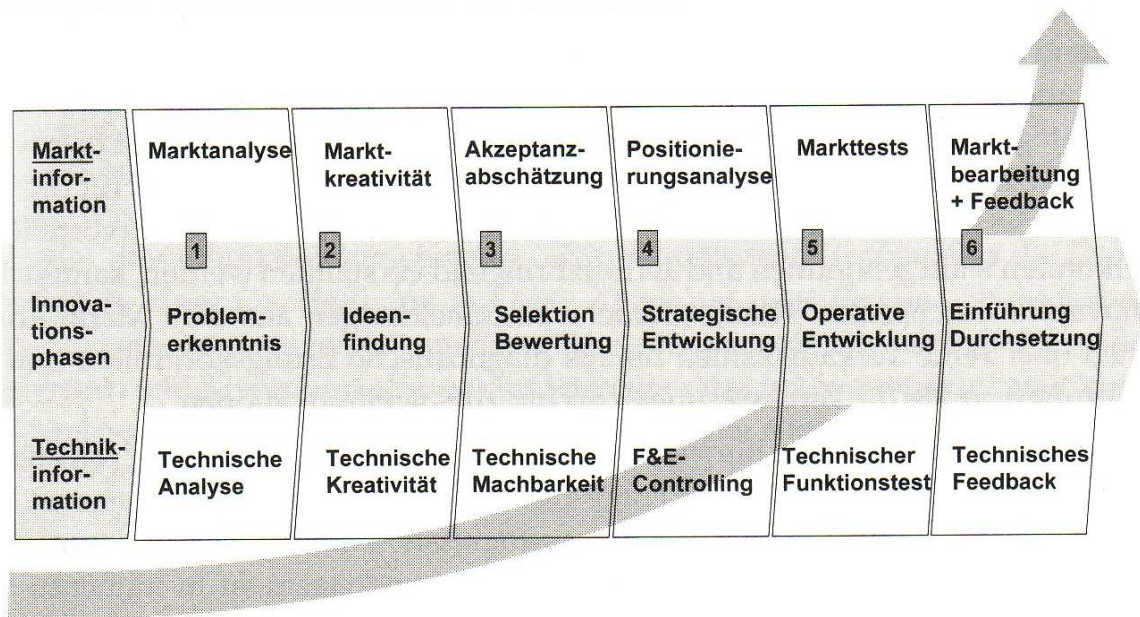 Markt-
infor-
mation
Marktanalyse
Markt-
kreativität
Akzeptanz-
abschätzung
Positionie-
rungsanalyse
Markttests
Markt-
bearbeitung
+ Feedback
1
2
3
4
5
6
Innova-
tions-
phasen
Problem-
erkenntnis
Ideen-
findung
Selektion
Bewertung
Strategische
Entwicklung
Operative
Entwicklung
Einführung
Durchsetzung
Technik-
infor-
mation
Technische
Analyse
Technische
Kreativität
Technische
Machbarkeit
F&E-
Controlling
Technischer
Funktionstest
Technisches
Feedback